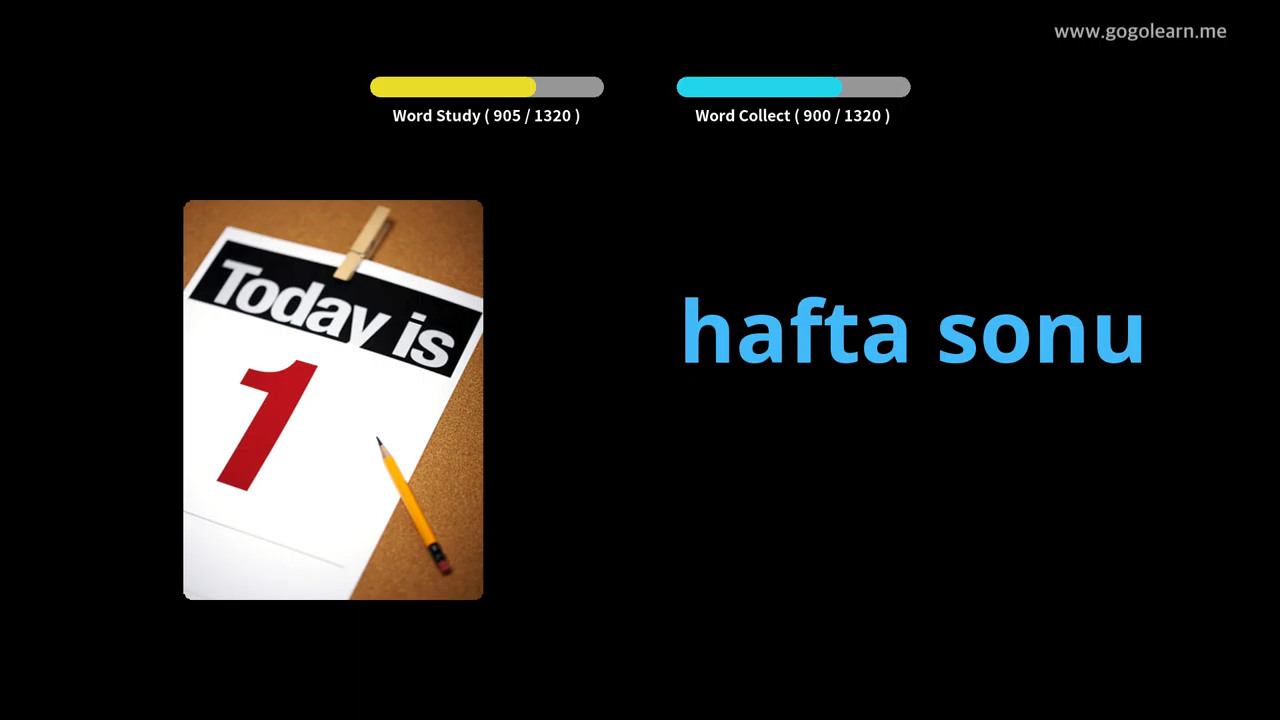 www.gogolearn.me
Word Study ( 905 / 1320 )
Word Collect ( 900 / 1320 )
Today is
1
hafta sonu